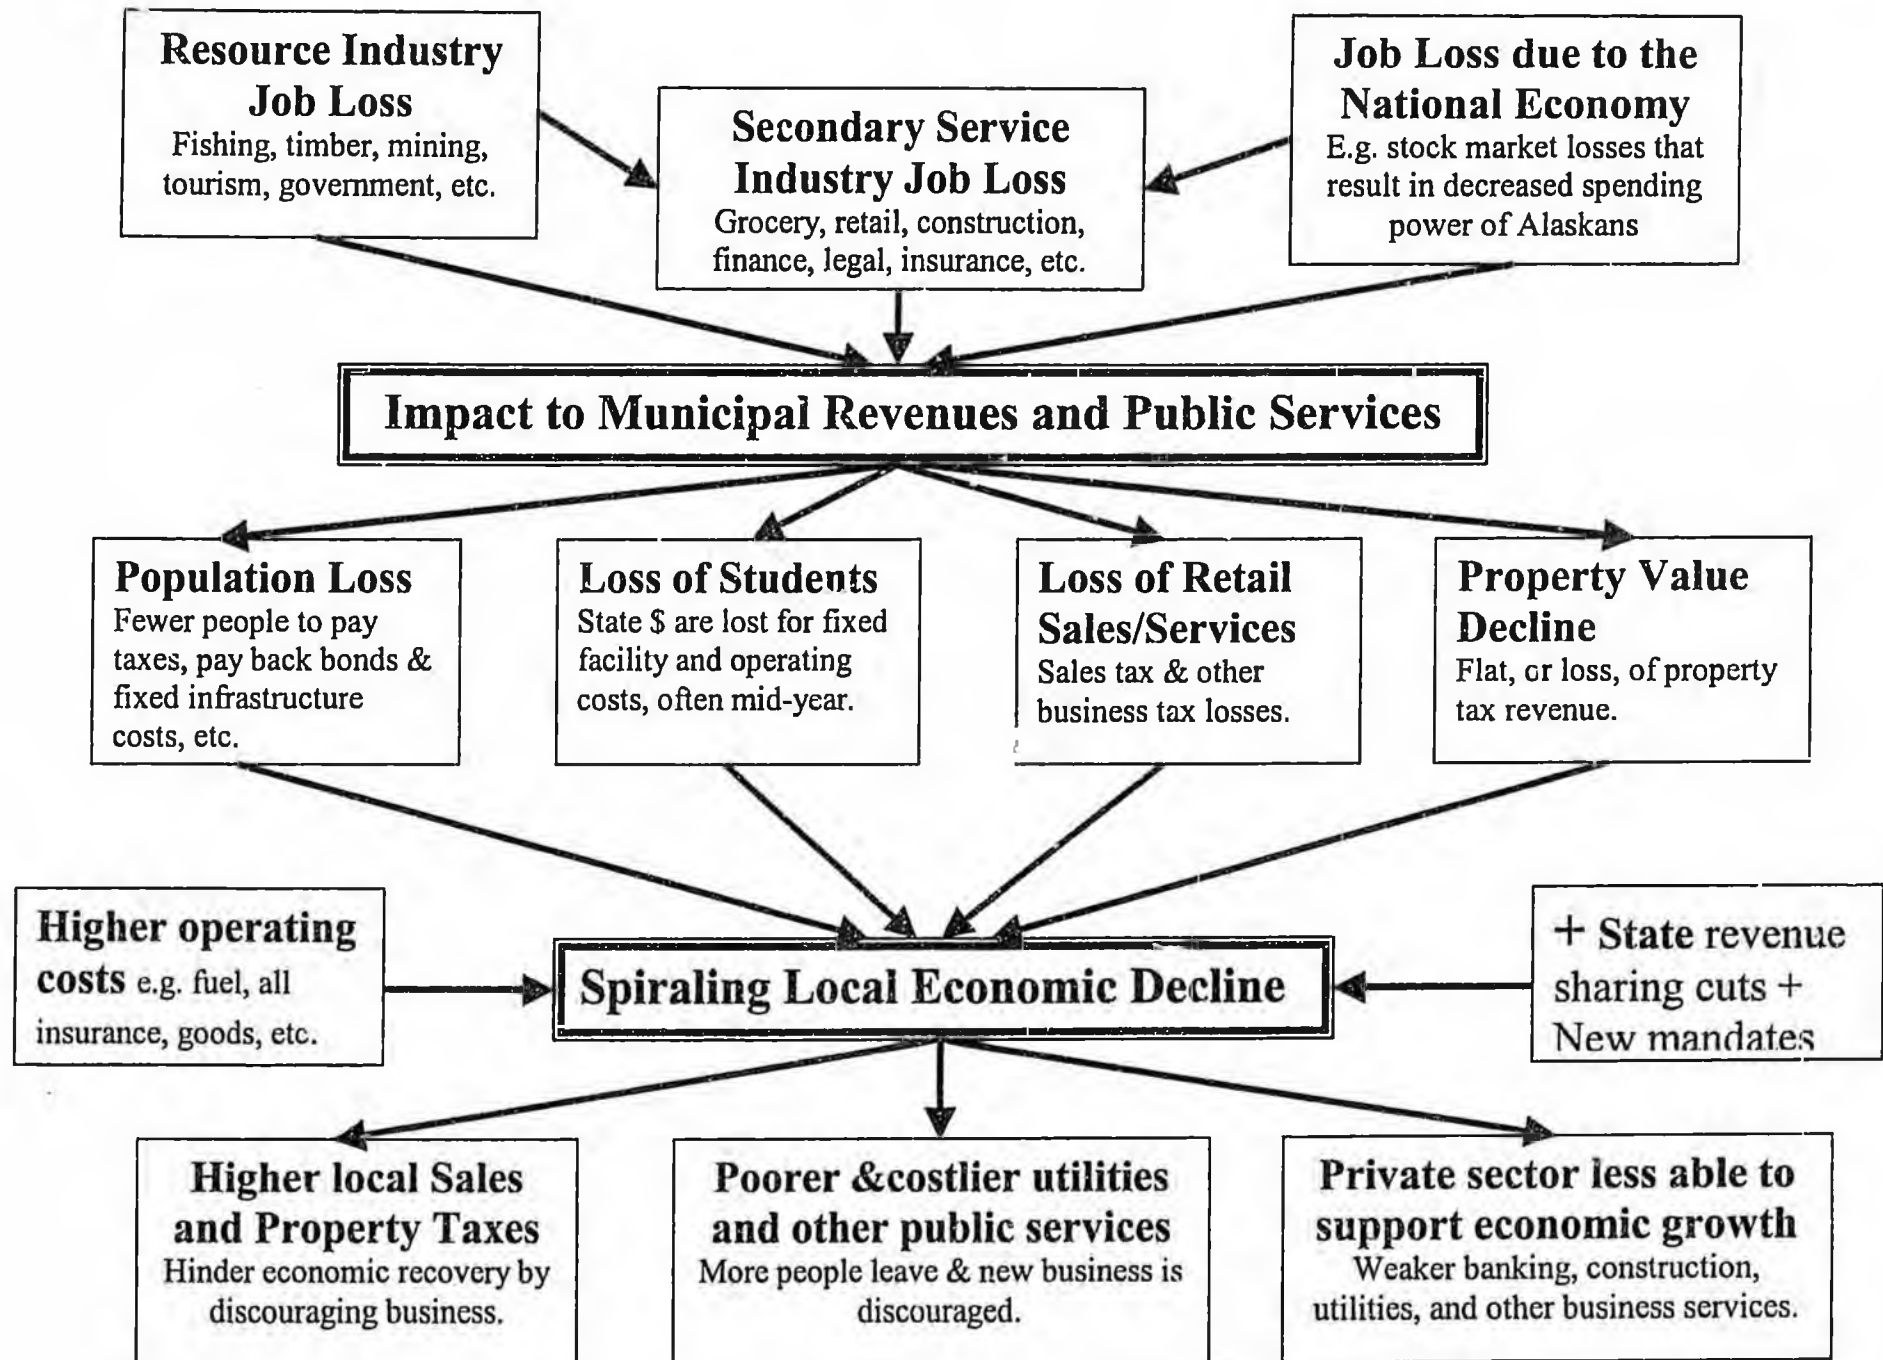 Resource Industry
Job Loss
Fishing, timber, mining,
tourism, government, etc.
Secondary Service
Industry Job Loss
Grocery, retail, construction,
finance, legal, insurance, etc.
Job Loss due to the
National Economy
E.g. stock market losses that
result in decreased spending
power of Alaskans
Impact to Municipal Revenues and Public Services
Population Loss
Fewer people to pay
taxes, pay back bonds &
fixed infrastructure
costs, etc.
Loss of Students
State $ are lost for fixed
facility and operating
costs, often mid-year.
Loss of Retail
Sales/Services
Sales tax & other
business tax losses.
Property Value
Decline
Flat, or loss, of property
tax revenue.
Higher operating
costs e.g. fuel, all
insurance, goods, etc.
Spiraling Local Economic Decline
+ State revenue
sharing cuts +
New mandates
Higher local Sales
and Property Taxes
Hinder economic recovery by
discouraging business.
Poorer &costlier utilities
and other public services
More people leave & new business is
discouraged.
Private sector less able to
support economic growth
Weaker banking, construction,
utilities, and other business services.